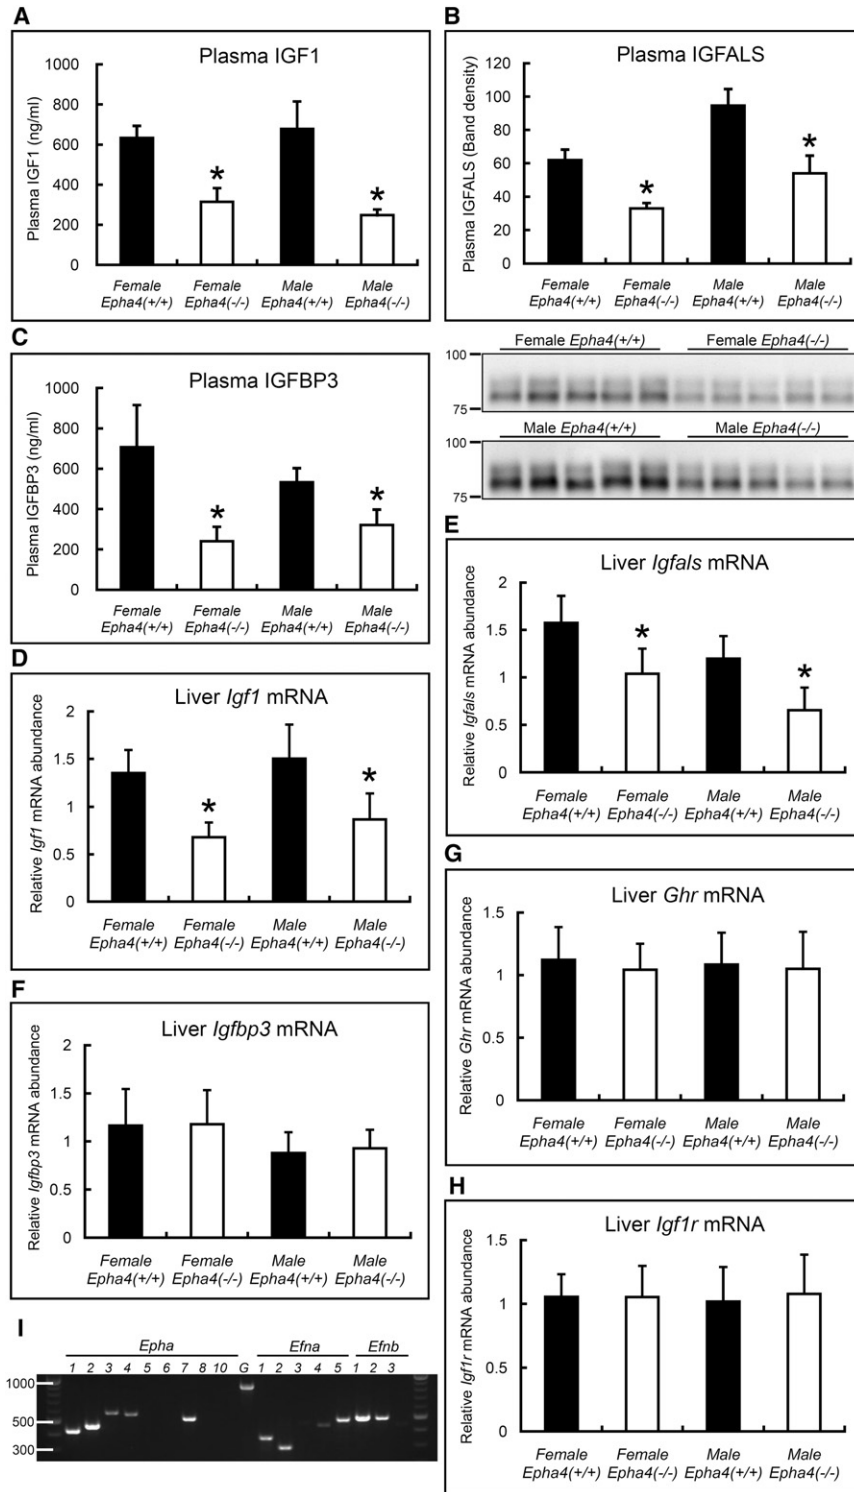 A
Plasma IGF1
Plasma IGF1 (ng/ml)
1000
800
600
400
200
0
*
*
Female Female Male Male
Epha4(+/+) Epha4(-/-) Epha4(+/+) Epha4(-/-)
B
Plasma IGFALS
Plasma IGFALS (Band density)
120
100
80
60
40
20
0
*
*
Female Female Male Male
Epha4(+/+) Epha4(-/-) Epha4(+/+) Epha4(-/-)
Female Epha4(+/+) Female Epha4(-/-)
100
75
Male Epha4(+/+) Male Epha4(-/-)
100
75
C
Plasma IGFBP3
Plasma IGFBP3 (ng/ml)
1000
800
600
400
200
0
*
*
Female Female Male Male
Epha4(+/+) Epha4(-/-) Epha4(+/+) Epha4(-/-)
D
Liver Igf1 mRNA
Relative Igf1 mRNA abundance
2
1.5
1
0.5
0
*
*
Female Female Male Male
Epha4(+/+) Epha4(-/-) Epha4(+/+) Epha4(-/-)
E
Liver Igfals mRNA
Relative Igfals mRNA abundance
2
1.5
1
0.5
0
*
*
Female Female Male Male
Epha4(+/+) Epha4(-/-) Epha4(+/+) Epha4(-/-)
F
Liver Igfbp3 mRNA
Relative Igfbp3 mRNA abundance
2
1.5
1
0.5
0
Female Female Male Male
Epha4(+/+) Epha4(-/-) Epha4(+/+) Epha4(-/-)
G
Liver Ghr mRNA
Relative Ghr mRNA abundance
1.5
1
0.5
0
Female Female Male Male
Epha4(+/+) Epha4(-/-) Epha4(+/+) Epha4(-/-)
H
Liver Igf1r mRNA
Relative Igf1r mRNA abundance
1.5
1
0.5
0
Female Female Male Male
Epha4(+/+) Epha4(-/-) Epha4(+/+) Epha4(-/-)
I
Epha Efna Efnb
1 2 3 4 5 6 7 8 10 G 1 2 3 4 5 1 2 3
1000
500
300